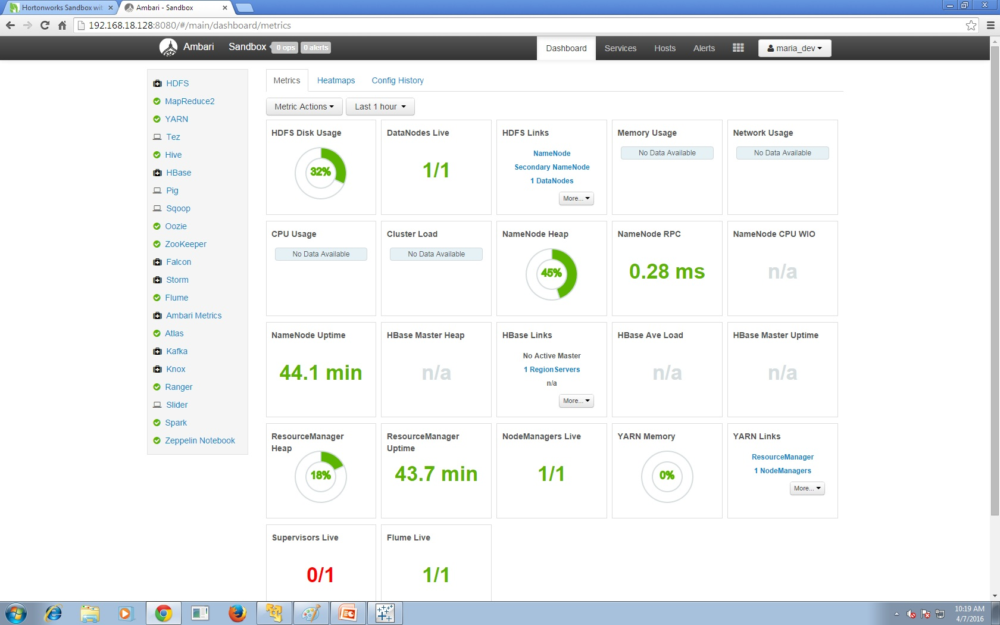 Hortonworks Sandbox wit
Ambari - Sandbox
192.168.18.128:8080/#/main/dashboard/metrics
Ambari Sandbox 0 ops 0 alerts Dashboard Services Hosts Alerts maria_dev
HDFS
MapReduce2
YARN
Tez
Hive
HBase
Pig
Sqoop
Oozie
ZooKeeper
Falcon
Storm
Flume
Ambari Metrics
Atlas
Kafka
Knox
Ranger
Slider
Spark
Zeppelin Notebook
Metrics Heatmaps Config History
Metric Actions Last 1 hour
HDFS Disk Usage
32%
DataNodes Live
1/1
HDFS Links
NameNode
Secondary NameNode
1 DataNodes
More...
Memory Usage
No Data Available
Network Usage
No Data Available
CPU Usage
No Data Available
Cluster Load
No Data Available
NameNode Heap
45%
NameNode RPC
0.28 ms
NameNode CPU WIO
n/a
NameNode Uptime
44.1 min
HBase Master Heap
n/a
HBase Links
No Active Master
1 RegionServers
n/a
More...
HBase Ave Load
n/a
HBase Master Uptime
n/a
ResourceManager
Heap
18%
ResourceManager
Uptime
43.7 min
NodeManagers Live
1/1
YARN Memory
0%
YARN Links
ResourceManager
1 NodeManagers
More...
Supervisors Live
0/1
Flume Live
1/1
10:19 AM
4/7/2016